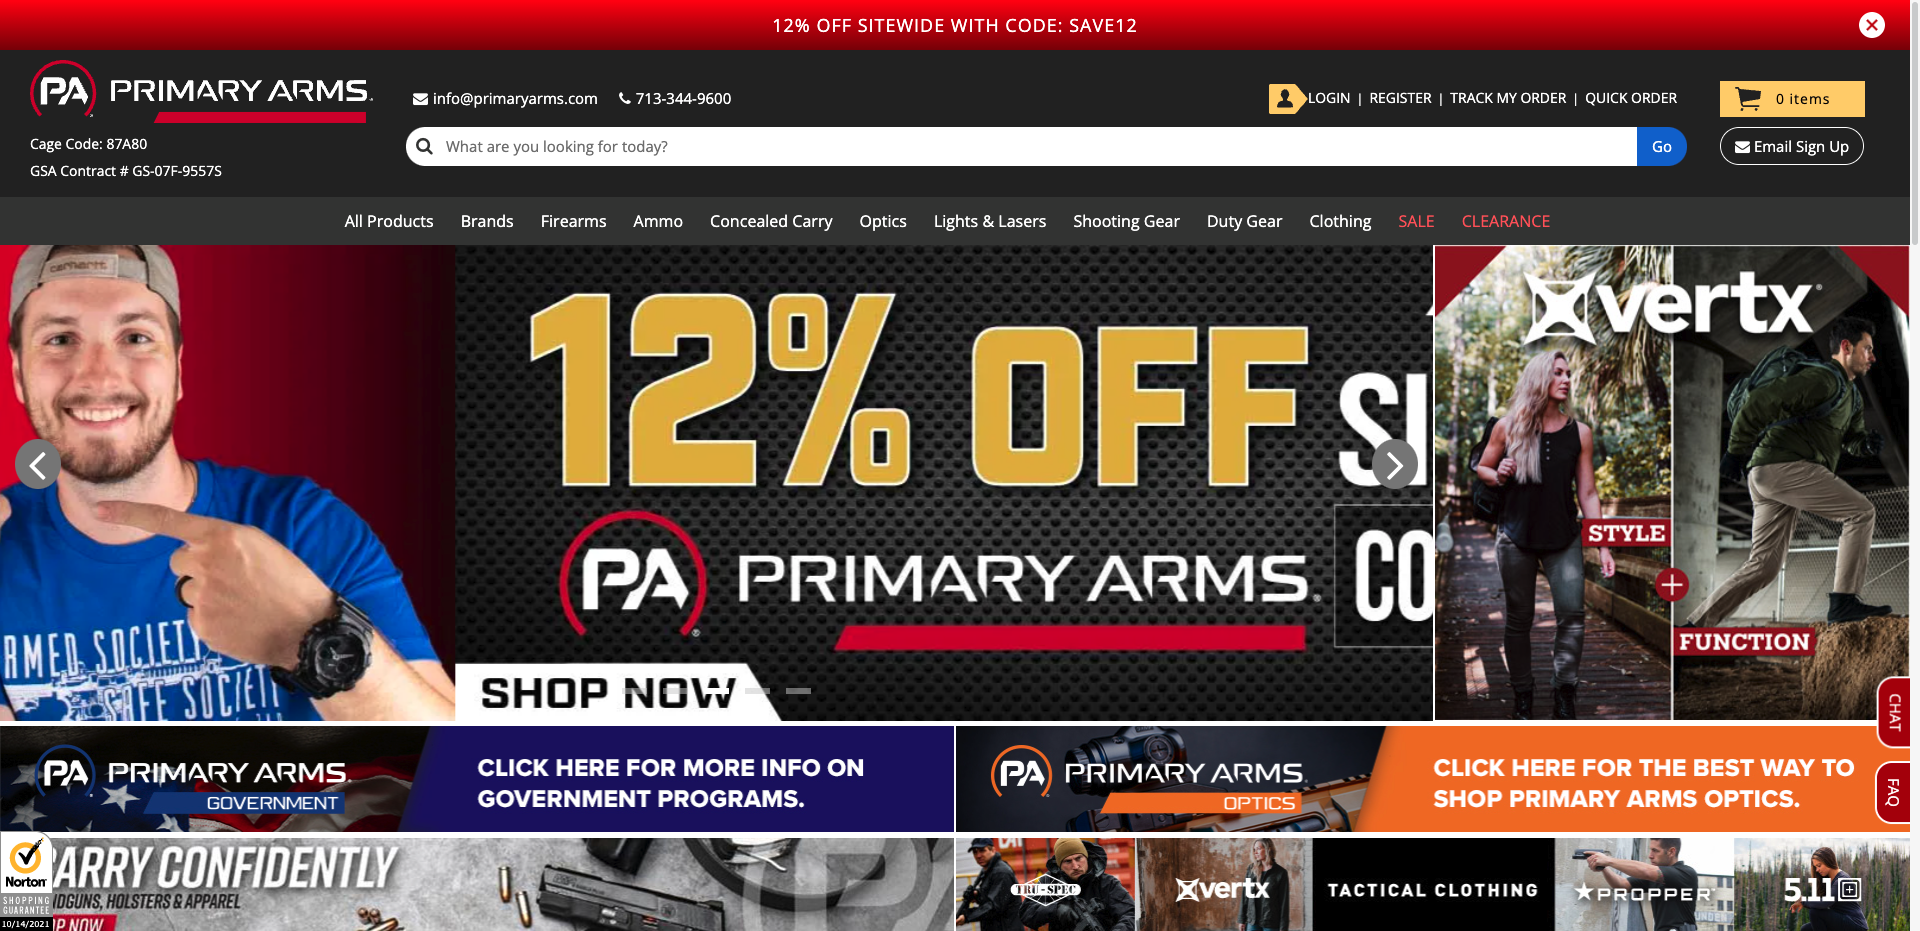 12% OFF SITEWIDE WITH CODE: SAVE12
PA PRIMARY ARMS.
info@primaryarms.com 713-344-9600
LOGIN | REGISTER | TRACK MY ORDER | QUICK ORDER
0 items
Cage Code: 87A80
GSA Contract # GS-07F-9557S
What are you looking for today?
Go
Email Sign Up
All Products Brands Firearms Ammo Concealed Carry Optics Lights & Lasers Shooting Gear Duty Gear Clothing SALE CLEARANCE
carhartt
RMED SOCIETY
SAFE SOCIETY
12% OFF SI
PA PRIMARY ARMS.®
CO
SHOP NOW
vertx®
STYLE
+
FUNCTION
CHAT
FAQ
PA PRIMARY ARMS.
GOVERNMENT
CLICK HERE FOR MORE INFO ON
GOVERNMENT PROGRAMS.
PA PRIMARY ARMS.
OPTICS
CLICK HERE FOR THE BEST WAY TO
SHOP PRIMARY ARMS OPTICS.
ARRY CONFIDENTLY
DGUNS, HOLSTERS & APPAREL
P NOW
Norton
SHOPPING
GUARANTEE
10/14/2021
TRU-SPEC
vertx
TACTICAL CLOTHING
PROPPER
5.11